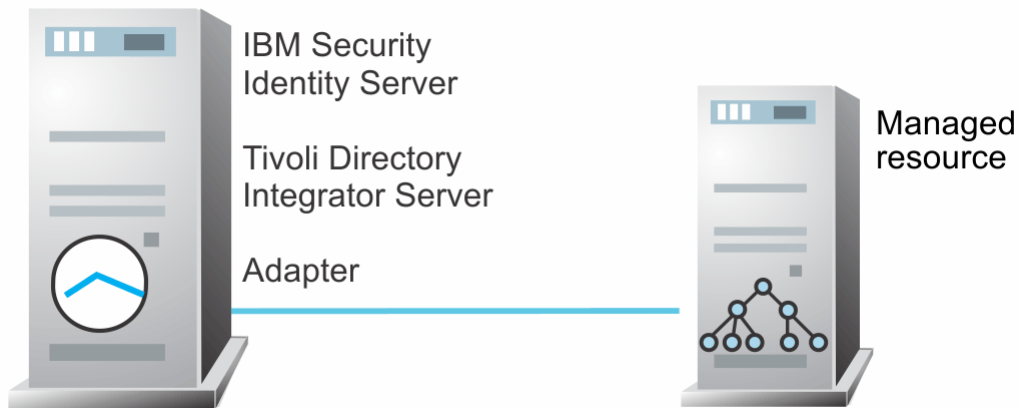 IBM Security
Identity Server
Tivoli Directory
Integrator Server
Adapter
Managed
resource